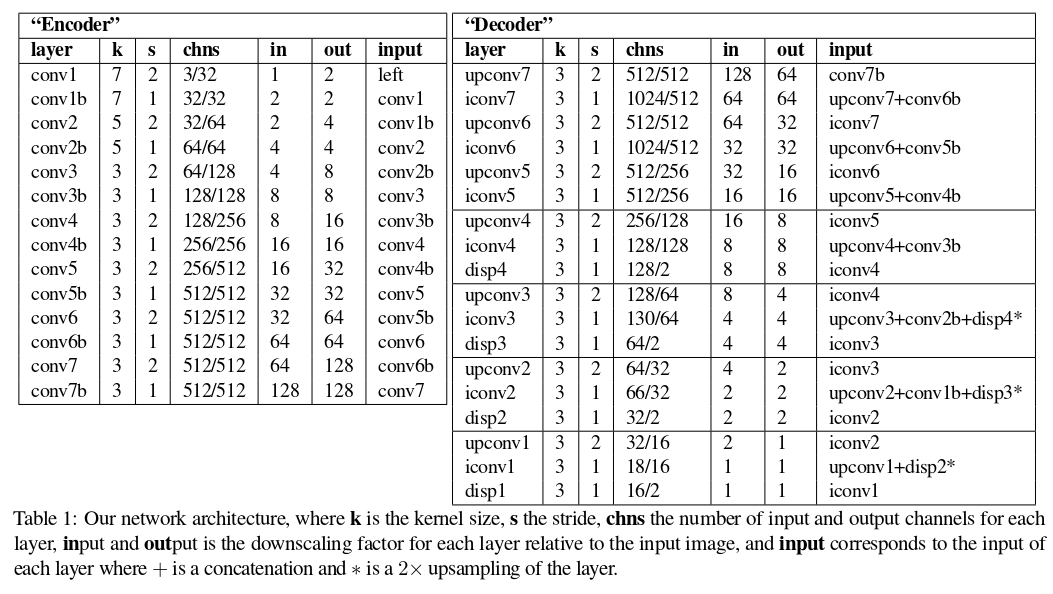 “Encoder”
layer k s chns in out input
conv1 7 2 3/32 1 2 left
conv1b 7 1 32/32 2 2 conv1
conv2 5 2 32/64 2 4 conv1b
conv2b 5 1 64/64 4 4 conv2
conv3 3 2 64/128 4 8 conv2b
conv3b 3 1 128/128 8 8 conv3
conv4 3 2 128/256 8 16 conv3b
conv4b 3 1 256/256 16 16 conv4
conv5 3 2 256/512 16 32 conv4b
conv5b 3 1 512/512 32 32 conv5
conv6 3 2 512/512 32 64 conv5b
conv6b 3 1 512/512 64 64 conv6
conv7 3 2 512/512 64 128 conv6b
conv7b 3 1 512/512 128 128 conv7
“Decoder”
layer k s chns in out input
upconv7 3 2 512/512 128 64 conv7b
iconv7 3 1 1024/512 64 64 upconv7+conv6b
upconv6 3 2 512/512 64 32 iconv7
iconv6 3 1 1024/512 32 32 upconv6+conv5b
upconv5 3 2 512/256 32 16 iconv6
iconv5 3 1 512/256 16 16 upconv5+conv4b
upconv4 3 2 256/128 16 8 iconv5
iconv4 3 1 128/128 8 8 upconv4+conv3b
disp4 3 1 128/2 8 8 iconv4
upconv3 3 2 128/64 8 4 iconv4
iconv3 3 1 130/64 4 4 upconv3+conv2b+disp4*
disp3 3 1 64/2 4 4 iconv3
upconv2 3 2 64/32 4 2 iconv3
iconv2 3 1 66/32 2 2 upconv2+conv1b+disp3*
disp2 3 1 32/2 2 2 iconv2
upconv1 3 2 32/16 2 1 iconv2
iconv1 3 1 18/16 1 1 upconv1+disp2*
disp1 3 1 16/2 1 1 iconv1
Table 1: Our network architecture, where k is the kernel size, s the stride, chns the number of input and output channels for each
layer, input and output is the downscaling factor for each layer relative to the input image, and input corresponds to the input of
each layer where + is a concatenation and ∗ is a 2× upsampling of the layer.